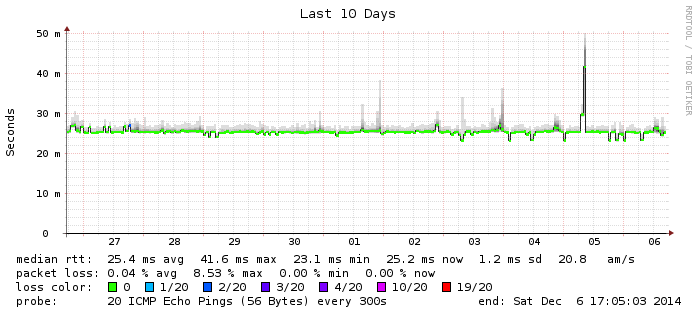 Last 10 Days
RRDTOOL / TOBI OETIKER
Seconds
50 m
40 m
30 m
20 m
10 m
0
27 28 29 30 01 02 03 04 05 06
median rtt: 25.4 ms avg 41.6 ms max 23.1 ms min 25.2 ms now 1.2 ms sd 20.8 am/s
packet loss: 0.04 % avg 8.53 % max 0.00 % min 0.00 % now
loss color: 0 1/20 2/20 3/20 4/20 10/20 19/20
probe: 20 ICMP Echo Pings (56 Bytes) every 300s end: Sat Dec 6 17:05:03 2014